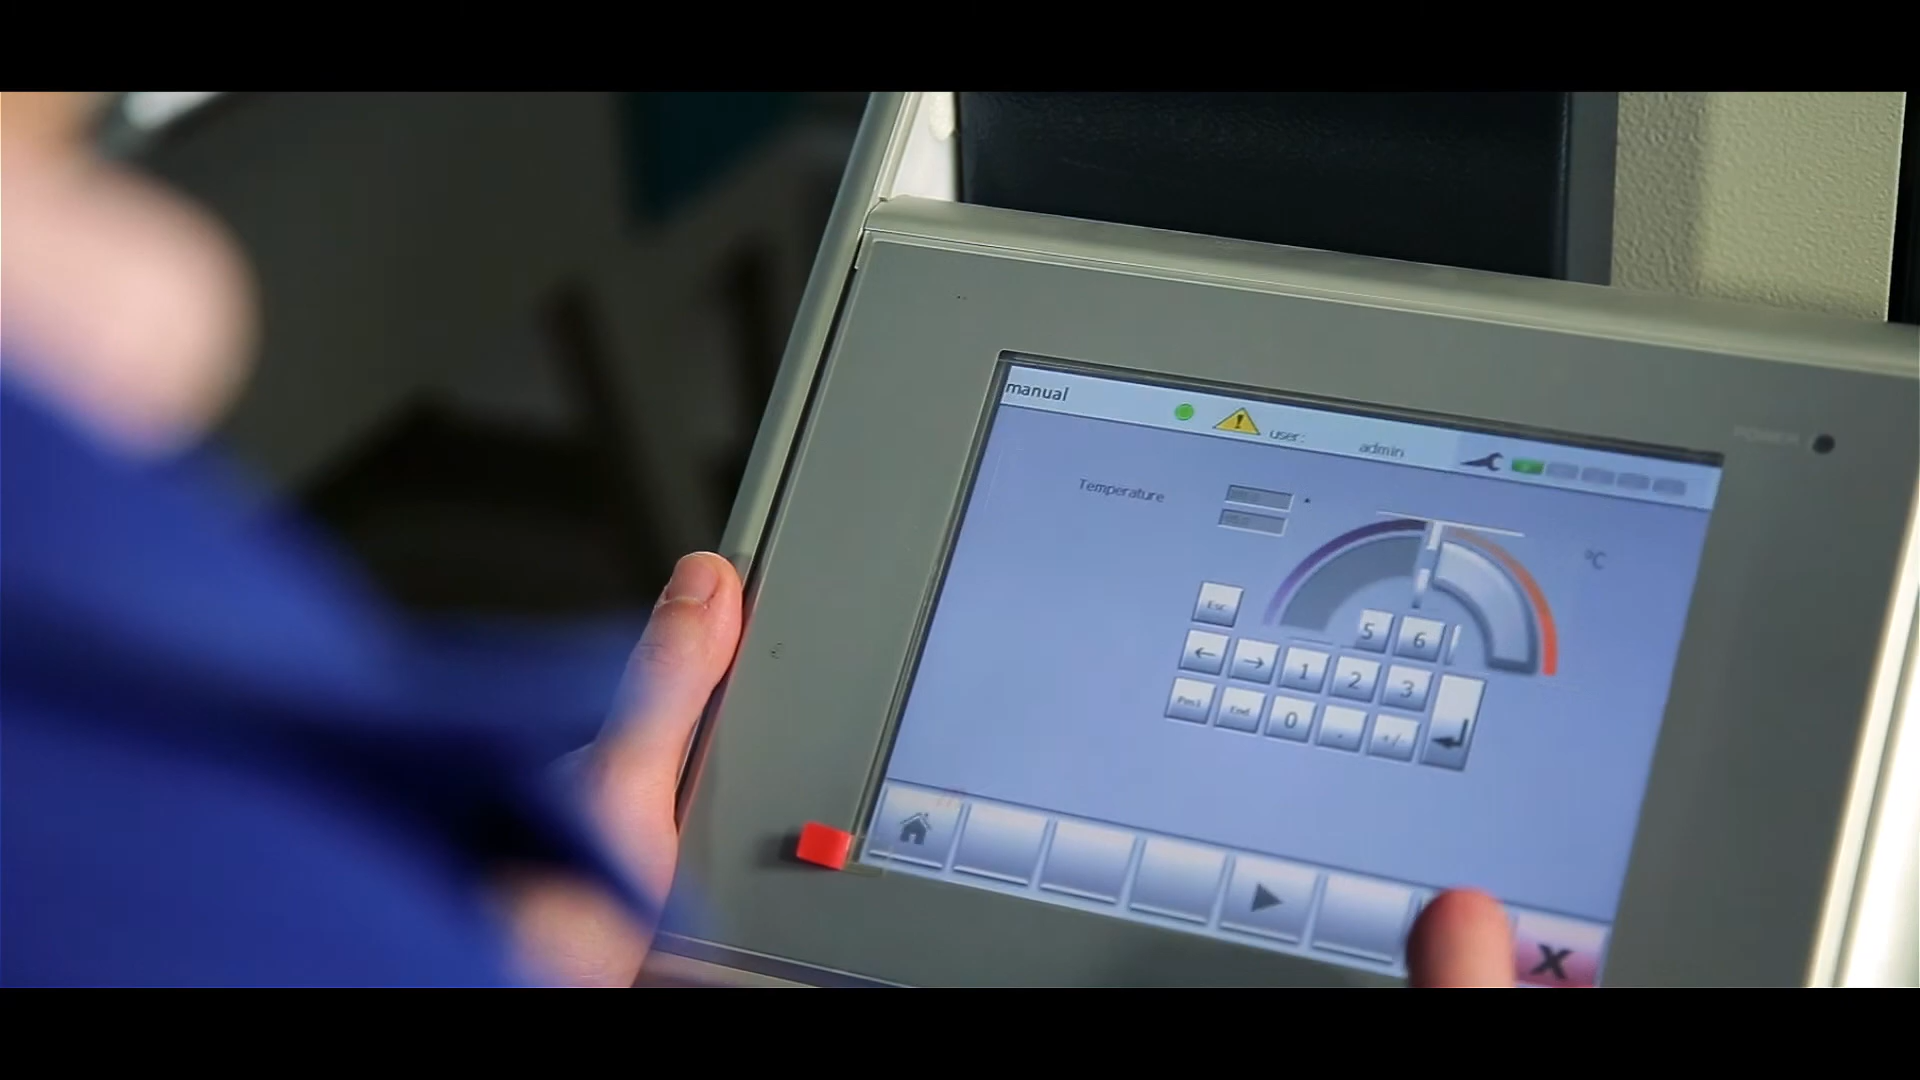 manual
user: admin
Temperature
°C
Esc
5 6
← → 1 2 3
End 0 . +/-
X